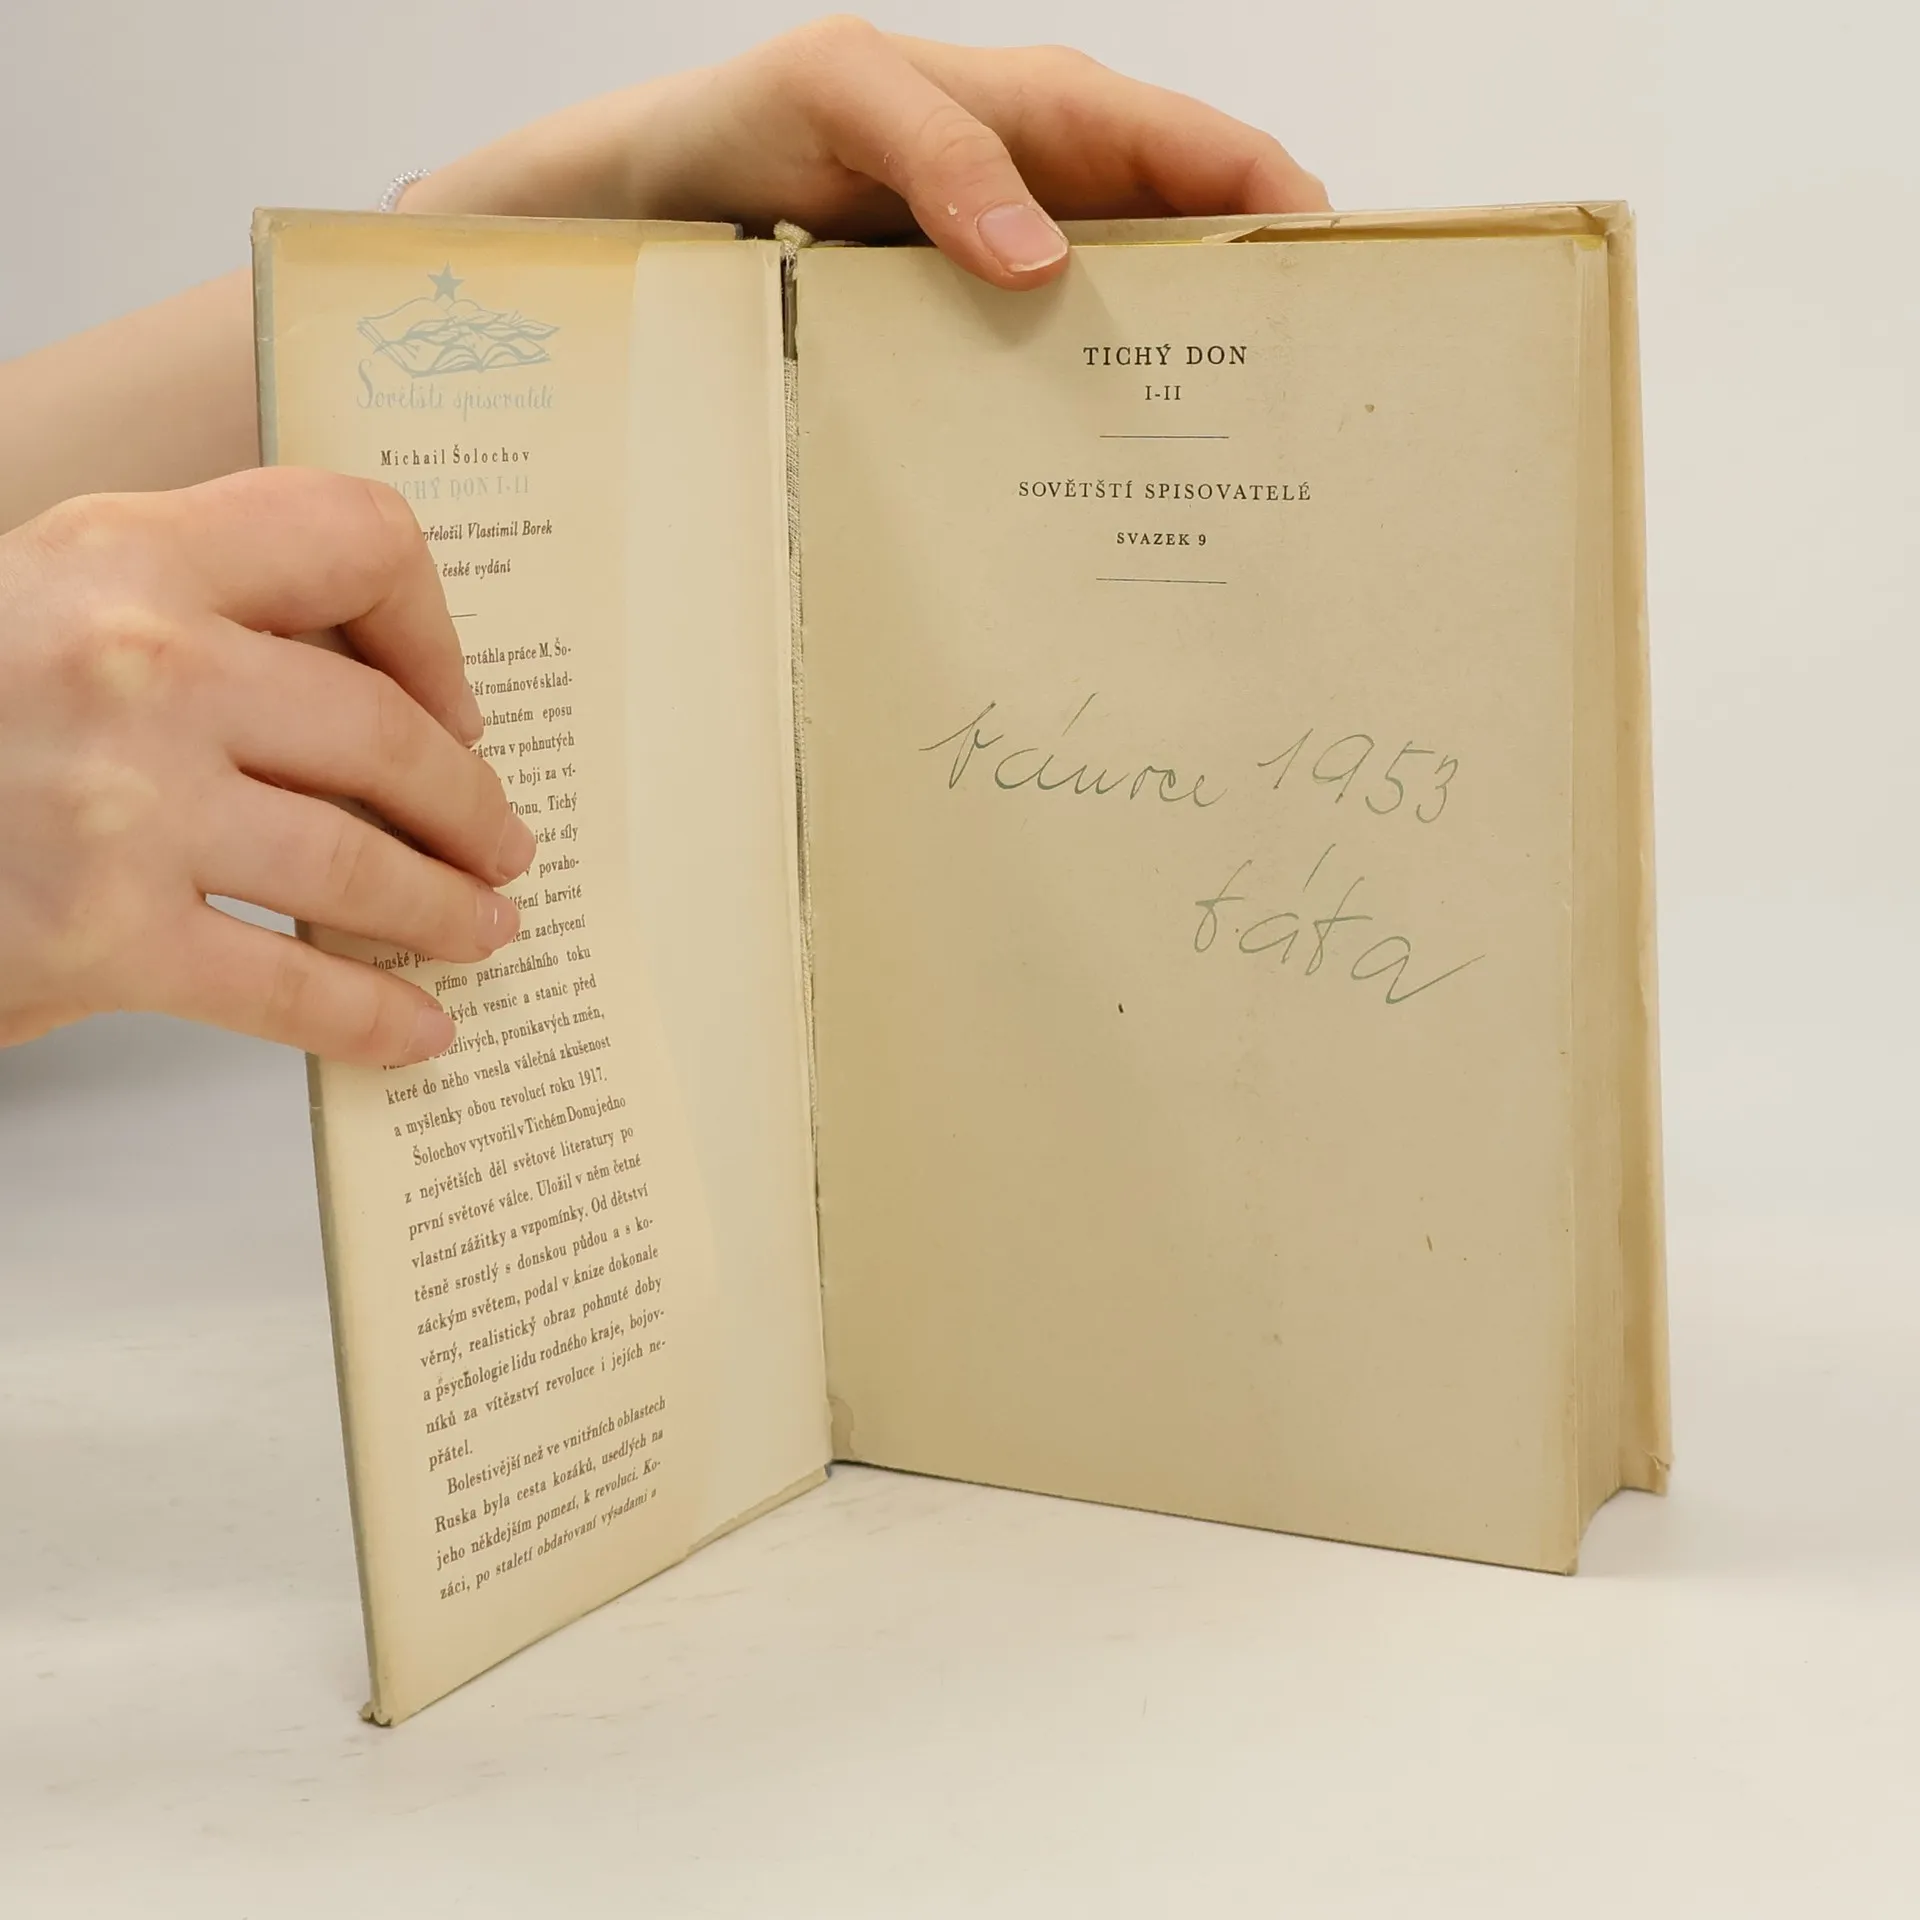 Sovětští spisovatelé
Michail Šolochov
TICHÝ DON I-II
přeložil Vlastimil Borek
české vydání
protáhla práce M. Šo-
románové sklad-
mohutném eposu
v pohnutých
v boji za ví-
Donu. Tichý
síly
v povaho-
barvité
zachycení
donské
přímo patriarchálního toku
vesnic a stanic před
pronikavých změn,
které do něho vnesla válečná zkušenost
a myšlenky obou revolucí roku 1917.
Šolochov vytvořil v Tichém Donu jedno
z největších děl světové literatury po
první světové válce. Uložil v něm četné
vlastní zážitky a vzpomínky. Od dětství
těsně srostlý s donskou půdou a s ko-
záckým světem, podal v knize dokonale
věrný, realistický obraz pohnuté doby
a psychologie lidu rodného kraje, bojov-
níků za vítězství revoluce i jejích ne-
přátel.
Bolestivější než ve vnitřních oblastech
Ruska byla cesta kozáků, usedlých na
jeho někdejším pomezí, k revoluci. Ko-
záci, po staletí obdařovaní výsadami a
TICHÝ DON
I-II
SOVĚTŠTÍ SPISOVATELÉ
SVAZEK 9
Vánoce 1953
táta